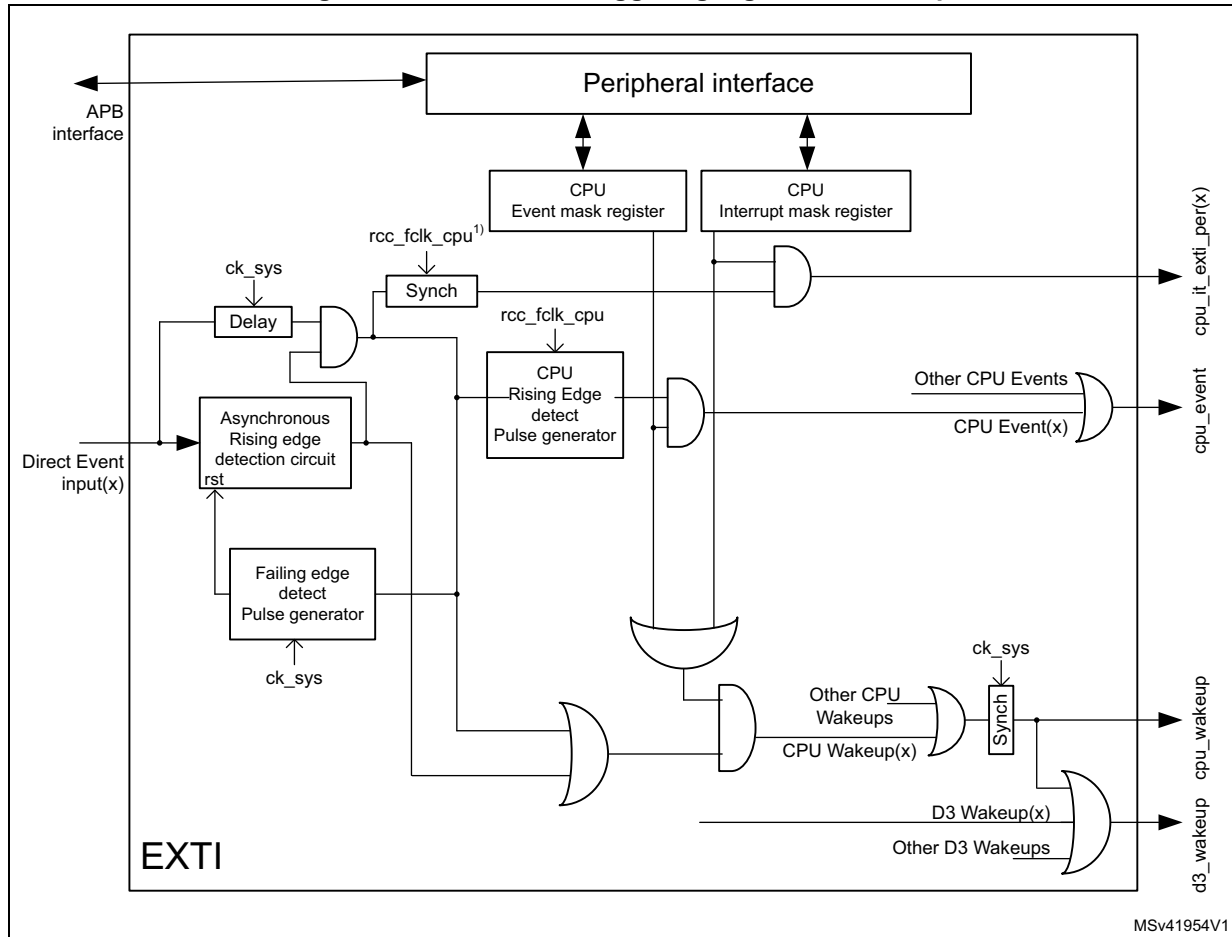 Peripheral interface
APB
interface
CPU
Event mask register
CPU
Interrupt mask register
rcc_fclk_cpu1)
ck_sys
Synch
cpu_it_exti_per(x)
Delay
rcc_fclk_cpu
CPU
Rising Edge
detect
Pulse generator
Other CPU Events
CPU Event(x)
cpu_event
Asynchronous
Rising edge
detection circuit
rst
Direct Event
input(x)
Failing edge
detect
Pulse generator
ck_sys
ck_sys
Other CPU
Wakeups
Synch
CPU Wakeup(x)
cpu_wakeup
D3 Wakeup(x)
Other D3 Wakeups
d3_wakeup
EXTI
MSv41954V1